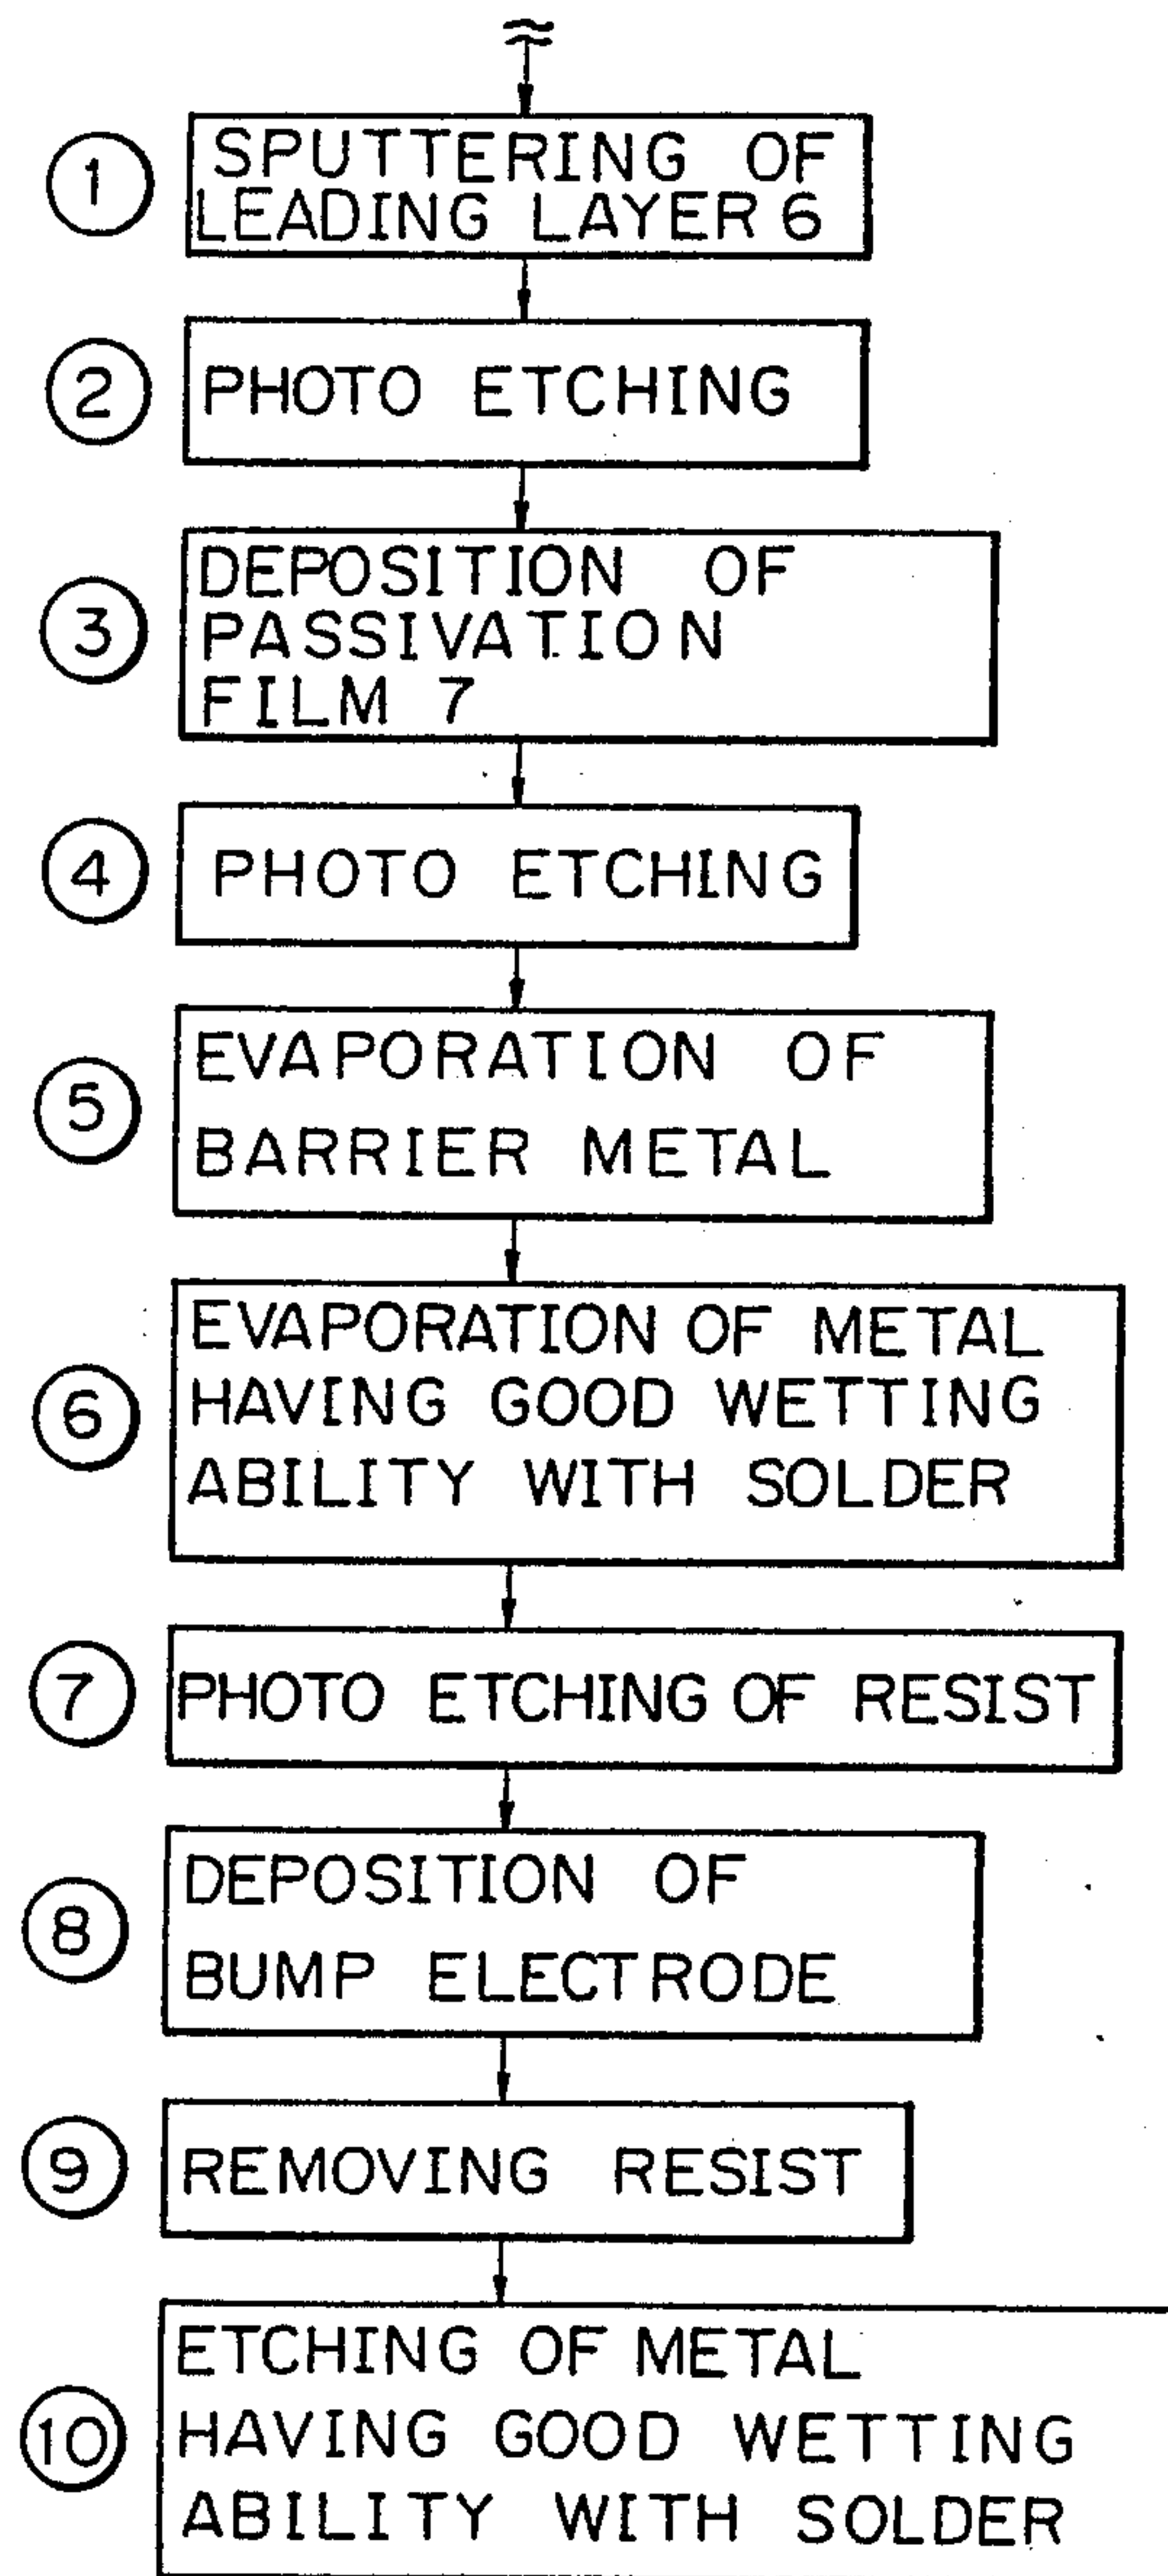 1
SPUTTERING OF
LEADING LAYER 6
2
PHOTO ETCHING
3
DEPOSITION OF
PASSIVATION
FILM 7
4
PHOTO ETCHING
5
EVAPORATION OF
BARRIER METAL
6
EVAPORATION OF METAL
HAVING GOOD WETTING
ABILITY WITH SOLDER
7
PHOTO ETCHING OF RESIST
8
DEPOSITION OF
BUMP ELECTRODE
9
REMOVING RESIST
10
ETCHING OF METAL
HAVING GOOD WETTING
ABILITY WITH SOLDER